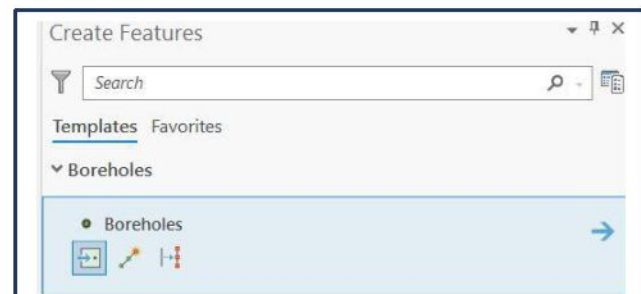 Create Features
Search
Templates Favorites
Boreholes
Boreholes